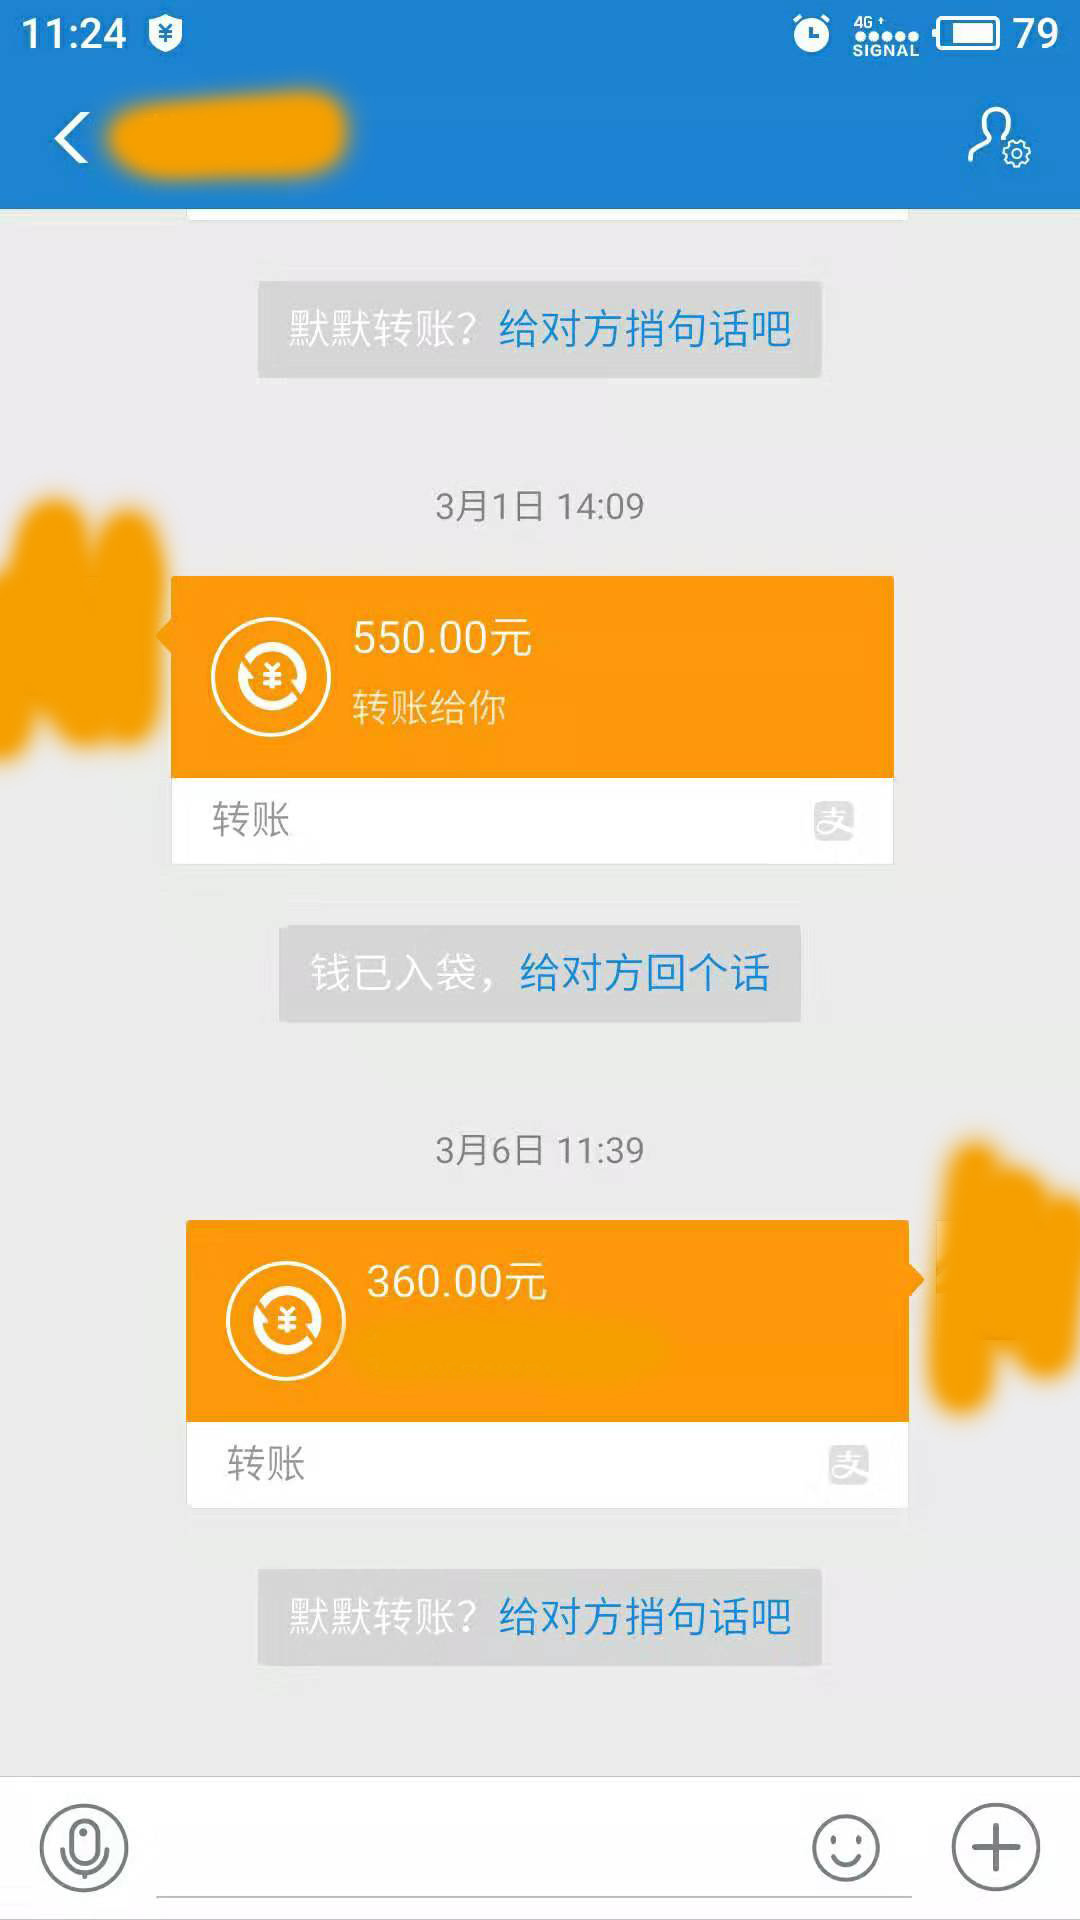 11:24
4G+
SIGNAL
79
默默转账？给对方捎句话吧
3月1日 14:09
550.00元
转账给你
转账
支
钱已入袋，给对方回个话
3月6日 11:39
360.00元
转账
支
默默转账？给对方捎句话吧